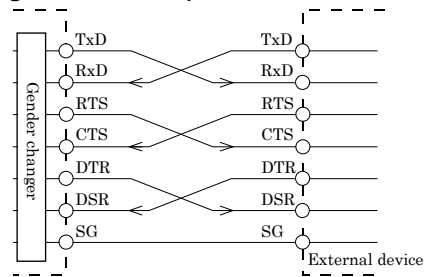 TxD TxD
RxD RxD
RTS RTS
CTS CTS
DTR DTR
DSR DSR
SG SG
Gender changer
External device